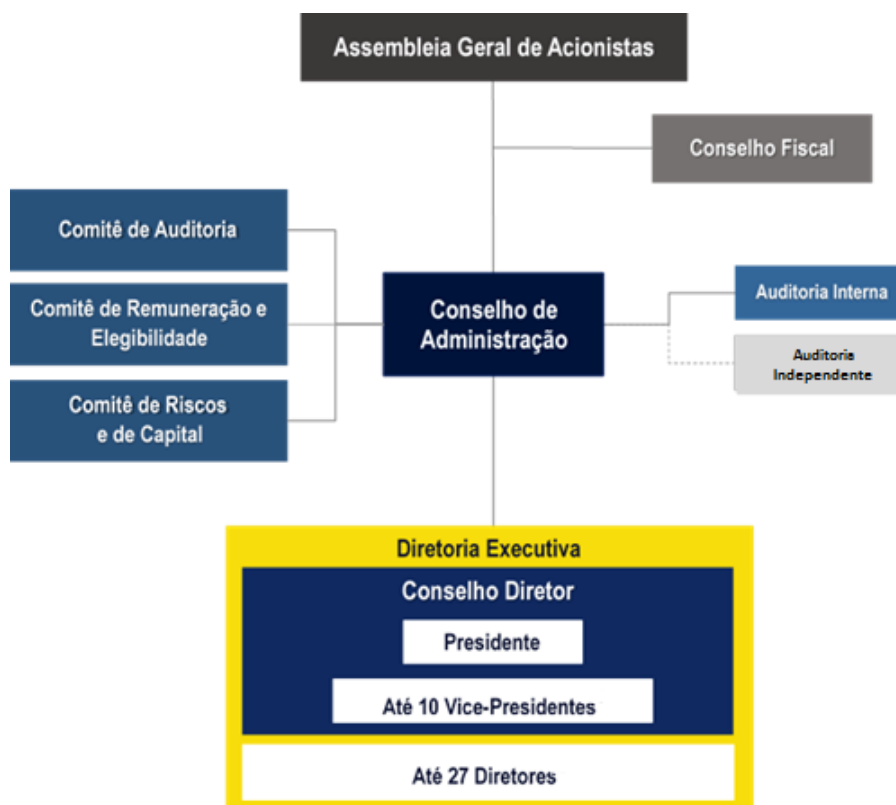 Assembleia Geral de Acionistas
Conselho Fiscal
Comitê de Auditoria
Comitê de Remuneração e
Elegibilidade
Comitê de Riscos
e de Capital
Conselho de
Administração
Auditoria Interna
Auditoria
Independente
Diretoria Executiva
Conselho Diretor
Presidente
Até 10 Vice-Presidentes
Até 27 Diretores